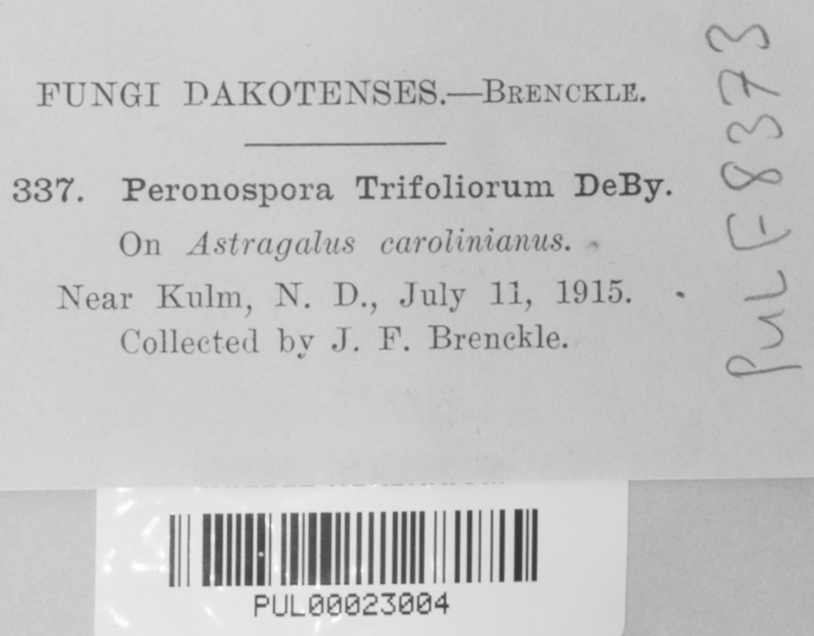 FUNGI DAKOTENSES.—BRENCKLE.
337. Peronospora Trifoliorum DeBy.
On Astragalus carolinianus.
Near Kulm, N. D., July 11, 1915.
Collected by J. F. Brenckle.
PUL F 8373
PUL00023004